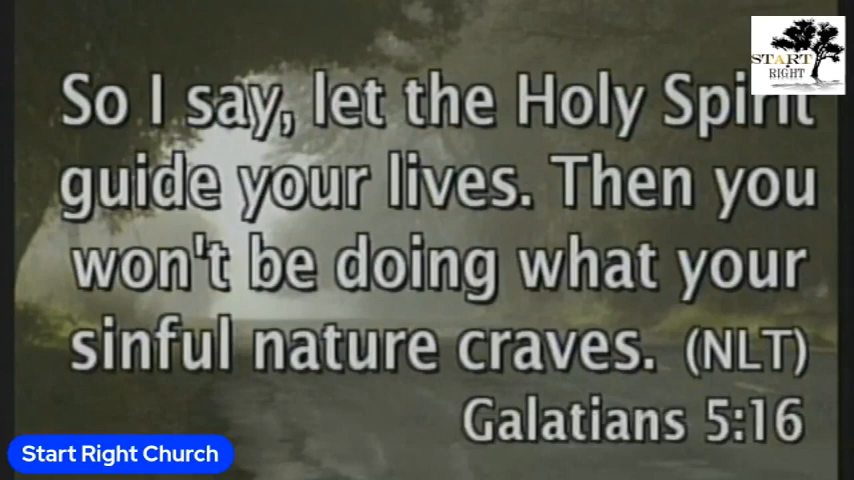 So I say, let the Holy Spirit
guide your lives. Then you
won't be doing what your
sinful nature craves. (NLT)
Galatians 5:16
START
RIGHT
Start Right Church